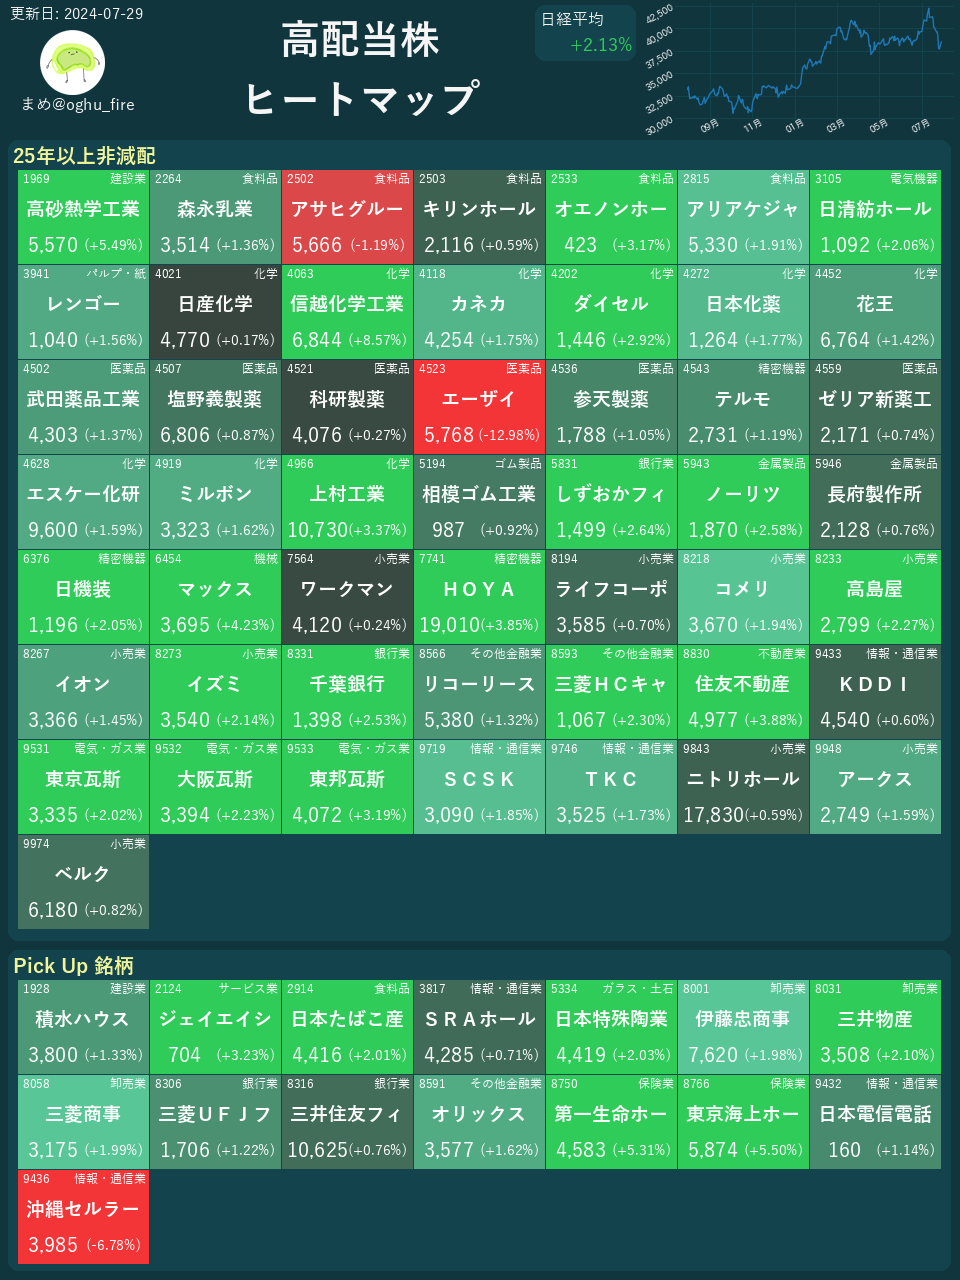 更新日: 2024-07-29
まめ@oghu_fire
高配当株
ヒートマップ
日経平均
+2.13%
42,500
40,000
37,500
35,000
32,500
30,000
09月 11月 01月 03月 05月 07月
25年以上非減配
1969 建設業 2264 食料品 2502 食料品 2503 食料品 2533 食料品 2815 食料品 3105 電気機器
高砂熱学工業 森永乳業 アサヒグルー キリンホール オエノンホー アリアケジャ 日清紡ホール
5,570 (+5.49%) 3,514 (+1.36%) 5,666 (-1.19%) 2,116 (+0.59%) 423 (+3.17%) 5,330 (+1.91%) 1,092 (+2.06%)
3941 パルプ・紙 4021 化学 4063 化学 4118 化学 4202 化学 4272 化学 4452 化学
レンゴー 日産化学 信越化学工業 カネカ ダイセル 日本化薬 花王
1,040 (+1.56%) 4,770 (+0.17%) 6,844 (+8.57%) 4,254 (+1.75%) 1,446 (+2.92%) 1,264 (+1.77%) 6,764 (+1.42%)
4502 医薬品 4507 医薬品 4521 医薬品 4523 医薬品 4536 医薬品 4543 精密機器 4559 医薬品
武田薬品工業 塩野義製薬 科研製薬 エーザイ 参天製薬 テルモ ゼリア新薬工
4,303 (+1.37%) 6,806 (+0.87%) 4,076 (+0.27%) 5,768 (-12.98%) 1,788 (+1.05%) 2,731 (+1.19%) 2,171 (+0.74%)
4628 化学 4919 化学 4966 化学 5194 ゴム製品 5831 銀行業 5943 金属製品 5946 金属製品
エスケー化研 ミルボン 上村工業 相模ゴム工業 しずおかフィ ノーリツ 長府製作所
9,600 (+1.59%) 3,323 (+1.62%) 10,730(+3.37%) 987 (+0.92%) 1,499 (+2.64%) 1,870 (+2.58%) 2,128 (+0.76%)
6376 精密機器 6454 機械 7564 小売業 7741 精密機器 8194 小売業 8218 小売業 8233 小売業
日機装 マックス ワークマン ＨＯＹＡ ライフコーポ コメリ 高島屋
1,196 (+2.05%) 3,695 (+4.23%) 4,120 (+0.24%) 19,010(+3.85%) 3,585 (+0.70%) 3,670 (+1.94%) 2,799 (+2.27%)
8267 小売業 8273 小売業 8331 銀行業 8566 その他金融業 8593 その他金融業 8830 不動産業 9433 情報・通信業
イオン イズミ 千葉銀行 リコーリース 三菱ＨＣキャ 住友不動産 ＫＤＤＩ
3,366 (+1.45%) 3,540 (+2.14%) 1,398 (+2.53%) 5,380 (+1.32%) 1,067 (+2.30%) 4,977 (+3.88%) 4,540 (+0.60%)
9531 電気・ガス業 9532 電気・ガス業 9533 電気・ガス業 9719 情報・通信業 9746 情報・通信業 9843 小売業 9948 小売業
東京瓦斯 大阪瓦斯 東邦瓦斯 ＳＣＳＫ ＴＫＣ ニトリホール アークス
3,335 (+2.02%) 3,394 (+2.23%) 4,072 (+3.19%) 3,090 (+1.85%) 3,525 (+1.73%) 17,830(+0.59%) 2,749 (+1.59%)
9974 小売業
ベルク
6,180 (+0.82%)
Pick Up 銘柄
1928 建設業 2124 サービス業 2914 食料品 3817 情報・通信業 5334 ガラス・土石 8001 卸売業 8031 卸売業
積水ハウス ジェイエイシ 日本たばこ産 ＳＲＡホール 日本特殊陶業 伊藤忠商事 三井物産
3,800 (+1.33%) 704 (+3.23%) 4,416 (+2.01%) 4,285 (+0.71%) 4,419 (+2.03%) 7,620 (+1.98%) 3,508 (+2.10%)
8058 卸売業 8306 銀行業 8316 銀行業 8591 その他金融業 8750 保険業 8766 保険業 9432 情報・通信業
三菱商事 三菱ＵＦＪフ 三井住友フィ オリックス 第一生命ホー 東京海上ホー 日本電信電話
3,175 (+1.99%) 1,706 (+1.22%) 10,625(+0.76%) 3,577 (+1.62%) 4,583 (+5.31%) 5,874 (+5.50%) 160 (+1.14%)
9436 情報・通信業
沖縄セルラー
3,985 (-6.78%)